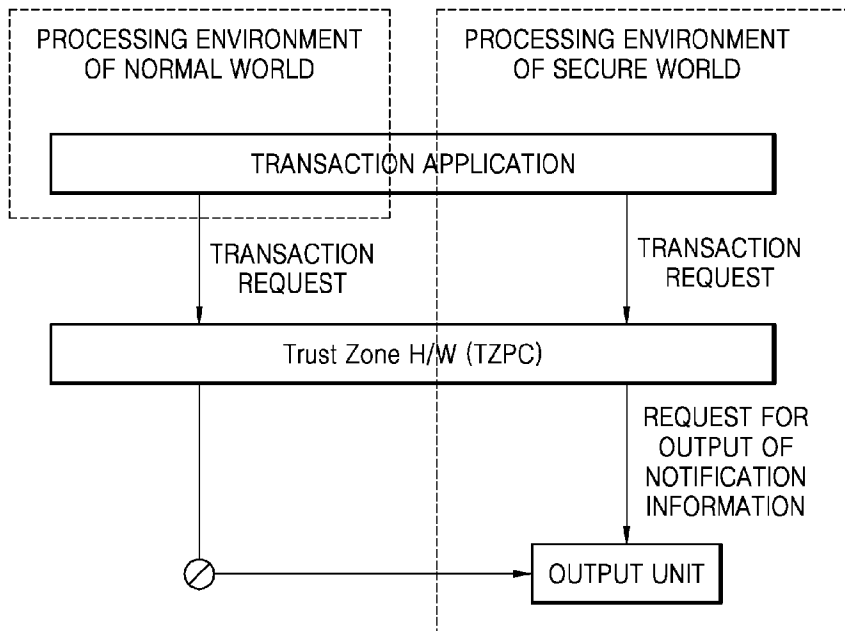 PROCESSING ENVIRONMENT
OF NORMAL WORLD
PROCESSING ENVIRONMENT
OF SECURE WORLD
TRANSACTION APPLICATION
TRANSACTION
REQUEST
TRANSACTION
REQUEST
Trust Zone H/W (TZPC)
REQUEST FOR
OUTPUT OF
NOTIFICATION
INFORMATION
OUTPUT UNIT